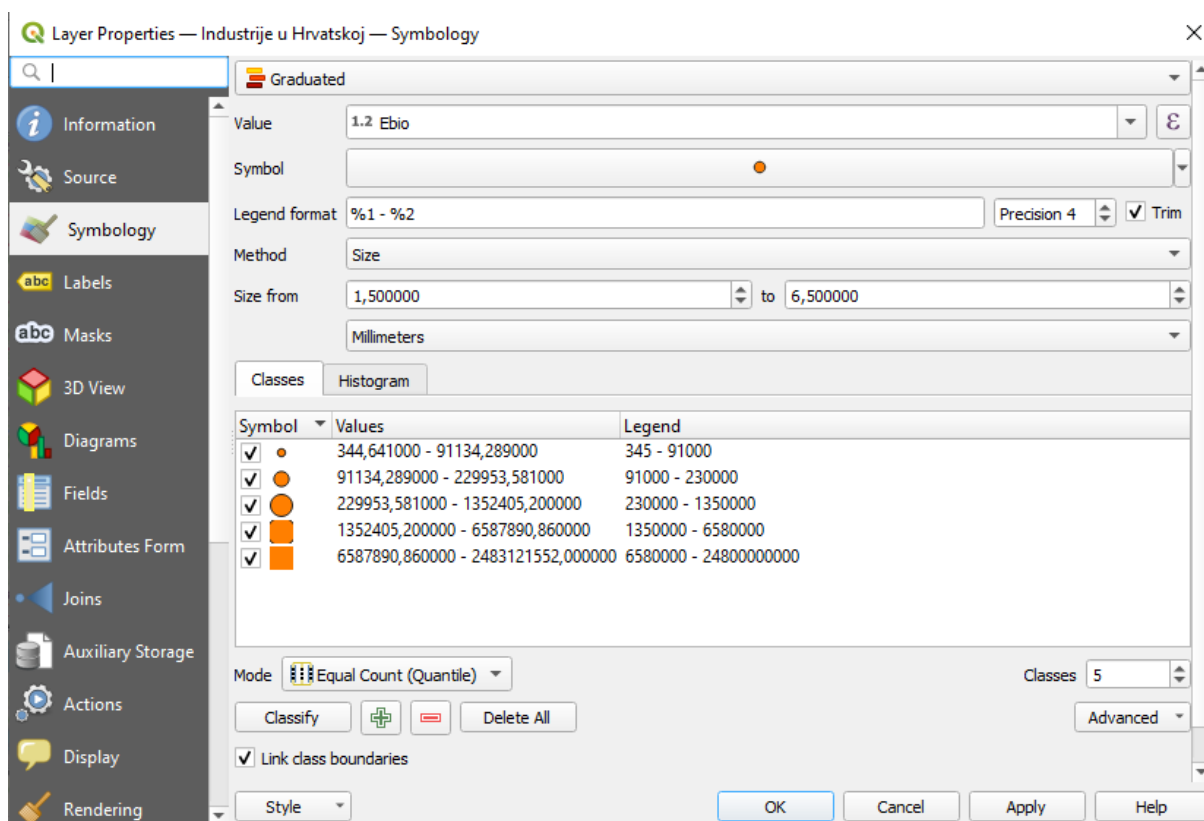 Layer Properties — Industrije u Hrvatskoj — Symbology
Graduated
Information
Value 1.2 Ebio ε
Source
Symbol
Symbology
Legend format %1 - %2 Precision 4 Trim
Method Size
Labels
Size from 1,500000 to 6,500000
Masks
Millimeters
3D View
Classes Histogram
Diagrams
Symbol Values Legend
344,641000 - 91134,289000 345 - 91000
Fields
91134,289000 - 229953,581000 91000 - 230000
229953,581000 - 1352405,200000 230000 - 1350000
Attributes Form
1352405,200000 - 6587890,860000 1350000 - 6580000
6587890,860000 - 2483121552,000000 6580000 - 24800000000
Joins
Auxiliary Storage
Mode Equal Count (Quantile) Classes 5
Actions
Classify Delete All Advanced
Display
Link class boundaries
Rendering
Style OK Cancel Apply Help
abc
abc